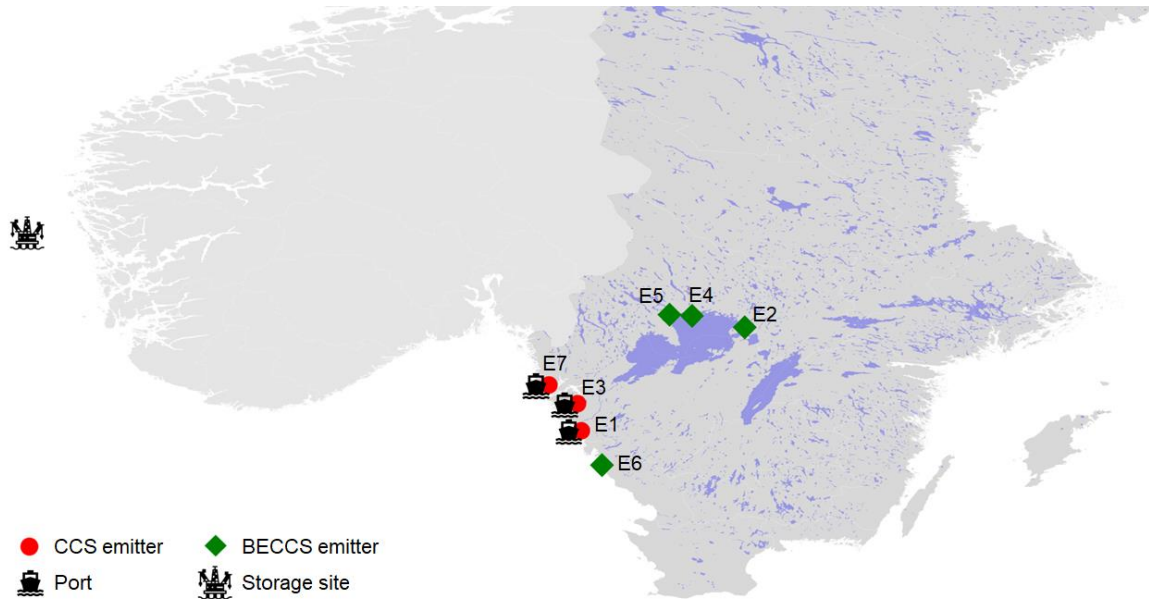 E5 E4
E2
E7
E3
E1
E6
CCS emitter BECCS emitter
Port Storage site